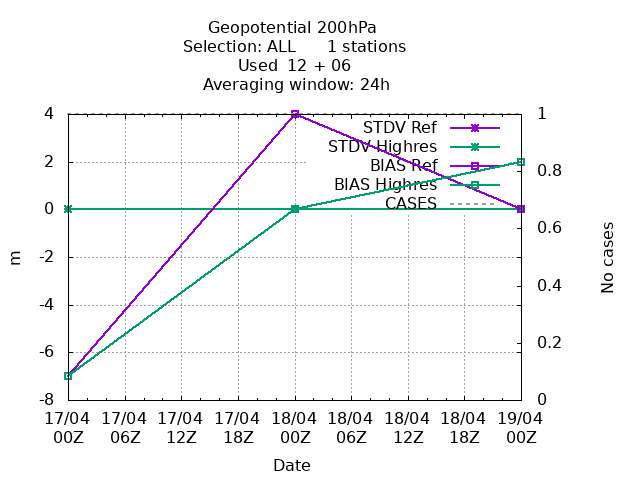 Geopotential 200hPa
Selection: ALL 1 stations
Used 12 + 06
Averaging window: 24h
4
2
0
-2
-4
-6
-8
m
1
0.8
0.6
0.4
0.2
0
No cases
STDV Ref
STDV Highres
BIAS Ref
BIAS Highres
CASES
17/04 17/04 17/04 17/04 18/04 18/04 18/04 18/04 19/04
00Z 06Z 12Z 18Z 00Z 06Z 12Z 18Z 00Z
Date